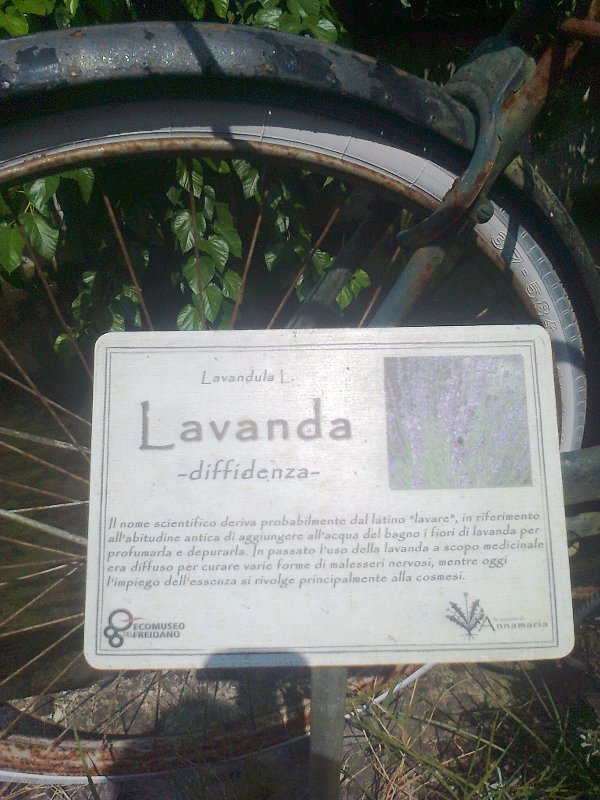 37-584
Lavandula L.
Lavanda
-diffidenza-
Il nome scientifico deriva probabilmente dal latino "lavare", in riferimento
all'abitudine antica di aggiungere all'acqua del bagno i fiori di lavanda per
profumarla e depurarla. In passato l'uso della lavanda a scopo medicinale
era diffuso per curare varie forme di malesseri nervosi, mentre oggi
l'impiego dell'essenza si rivolge principalmente alla cosmesi.
ECOMUSEO
DEL FREIDANO
Annamaria